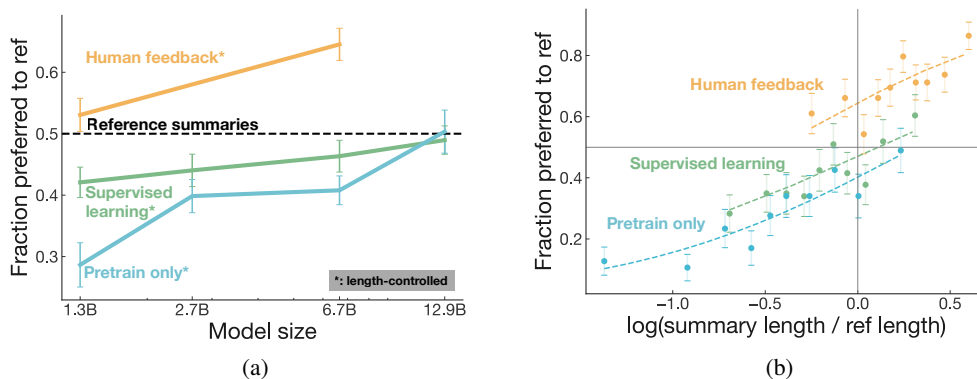 Fraction preferred to ref
0.6
0.5
0.4
0.3
Human feedback*
Reference summaries
Supervised
learning*
Pretrain only*
*: length-controlled
1.3B
2.7B
6.7B
12.9B
Model size
(a)
Fraction preferred to ref
0.8
0.6
0.4
0.2
Human feedback
Supervised learning
Pretrain only
−1.0
−0.5
0.0
0.5
log(summary length / ref length)
(b)